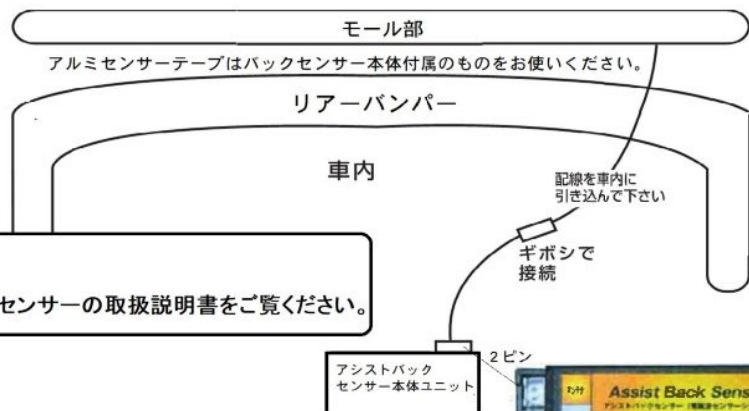 モール部
アルミセンサーテープはバックセンサー本体付属のものをお使いください。
リアーバンパー
車内
配線を車内に
引き込んで下さい
ギボシで
接続
センサーの取扱説明書をご覧ください。
2ピン
アシストバック
センサー本体ユニット
Assist Back Sens